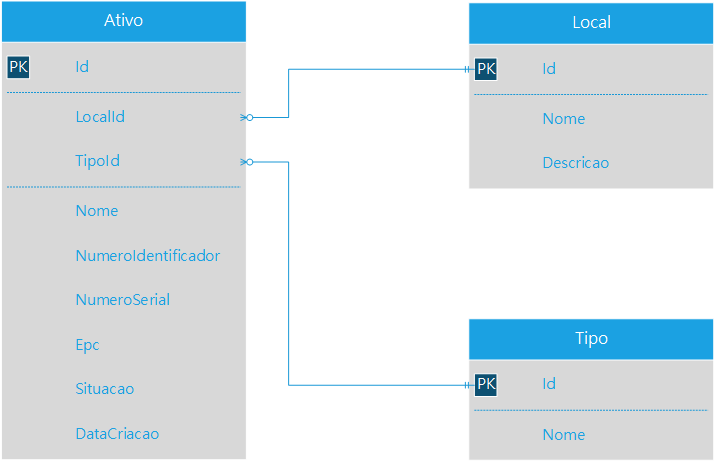 Ativo
PK Id
LocalId
TipoId
Nome
NumeroIdentificador
NumeroSerial
Epc
Situacao
DataCriacao
Local
PK Id
Nome
Descricao
Tipo
PK Id
Nome